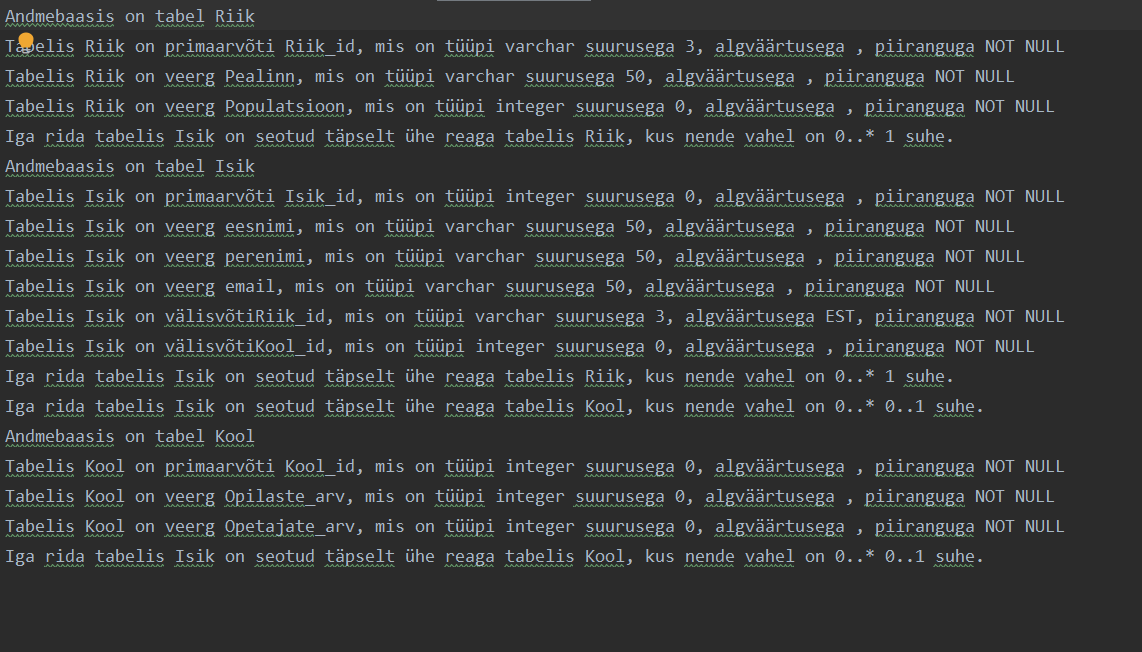 Andmebaasis on tabel Riik
Tabelis Riik on primaarvõti Riik_id, mis on tüüpi varchar suurusega 3, algväärtusega , piiranguga NOT NULL
Tabelis Riik on veerg Pealinn, mis on tüüpi varchar suurusega 50, algväärtusega , piiranguga NOT NULL
Tabelis Riik on veerg Populatsioon, mis on tüüpi integer suurusega 0, algväärtusega , piiranguga NOT NULL
Iga rida tabelis Isik on seotud täpselt ühe reaga tabelis Riik, kus nende vahel on 0..* 1 suhe.
Andmebaasis on tabel Isik
Tabelis Isik on primaarvõti Isik_id, mis on tüüpi integer suurusega 0, algväärtusega , piiranguga NOT NULL
Tabelis Isik on veerg eesnimi, mis on tüüpi varchar suurusega 50, algväärtusega , piiranguga NOT NULL
Tabelis Isik on veerg perenimi, mis on tüüpi varchar suurusega 50, algväärtusega , piiranguga NOT NULL
Tabelis Isik on veerg email, mis on tüüpi varchar suurusega 50, algväärtusega , piiranguga NOT NULL
Tabelis Isik on välisvõtiRiik_id, mis on tüüpi varchar suurusega 3, algväärtusega EST, piiranguga NOT NULL
Tabelis Isik on välisvõtiKool_id, mis on tüüpi integer suurusega 0, algväärtusega , piiranguga NOT NULL
Iga rida tabelis Isik on seotud täpselt ühe reaga tabelis Riik, kus nende vahel on 0..* 1 suhe.
Iga rida tabelis Isik on seotud täpselt ühe reaga tabelis Kool, kus nende vahel on 0..* 0..1 suhe.
Andmebaasis on tabel Kool
Tabelis Kool on primaarvõti Kool_id, mis on tüüpi integer suurusega 0, algväärtusega , piiranguga NOT NULL
Tabelis Kool on veerg Opilaste_arv, mis on tüüpi integer suurusega 0, algväärtusega , piiranguga NOT NULL
Tabelis Kool on veerg Opetajate_arv, mis on tüüpi integer suurusega 0, algväärtusega , piiranguga NOT NULL
Iga rida tabelis Isik on seotud täpselt ühe reaga tabelis Kool, kus nende vahel on 0..* 0..1 suhe.